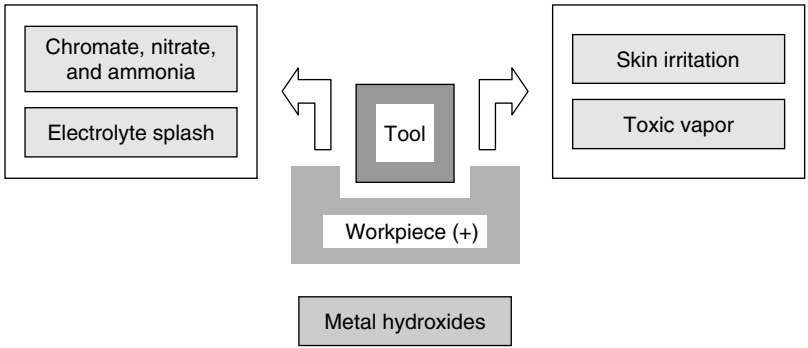 Chromate, nitrate,
and ammonia
Electrolyte splash
Tool
Skin irritation
Toxic vapor
Workpiece (+)
Metal hydroxides